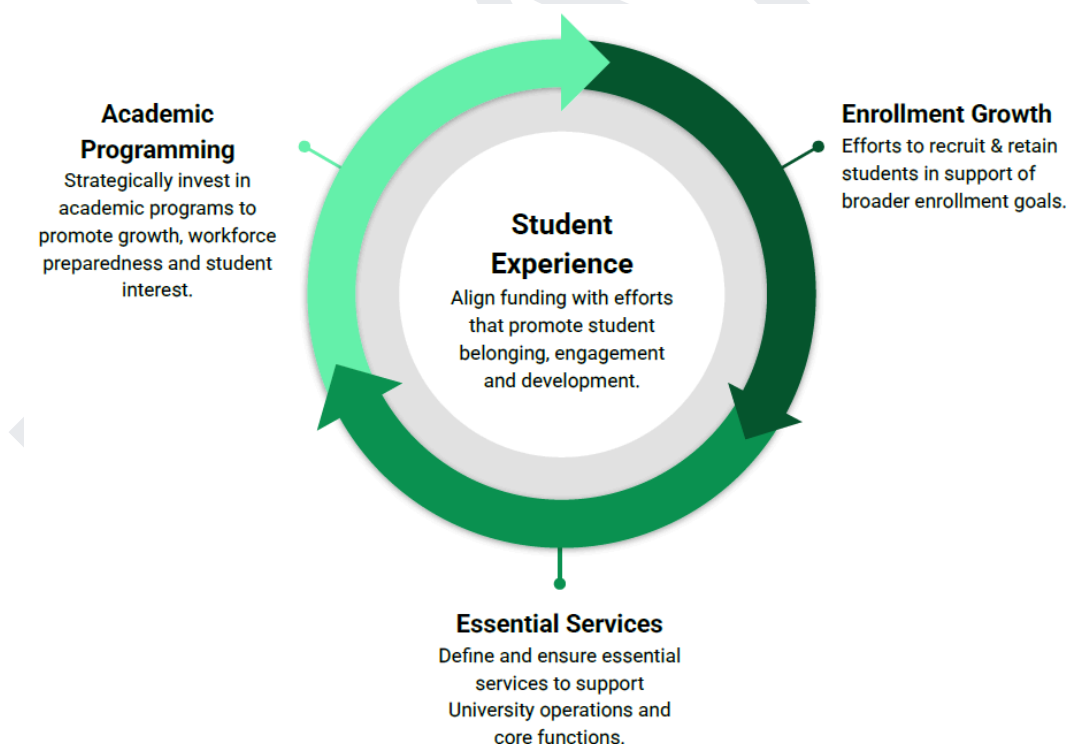 Academic
Programming
Strategically invest in
academic programs to
promote growth, workforce
preparedness and student
interest.
Enrollment Growth
Efforts to recruit & retain
students in support of
broader enrollment goals.
Student
Experience
Align funding with efforts
that promote student
belonging, engagement
and development.
Essential Services
Define and ensure essential
services to support
University operations and
core functions.